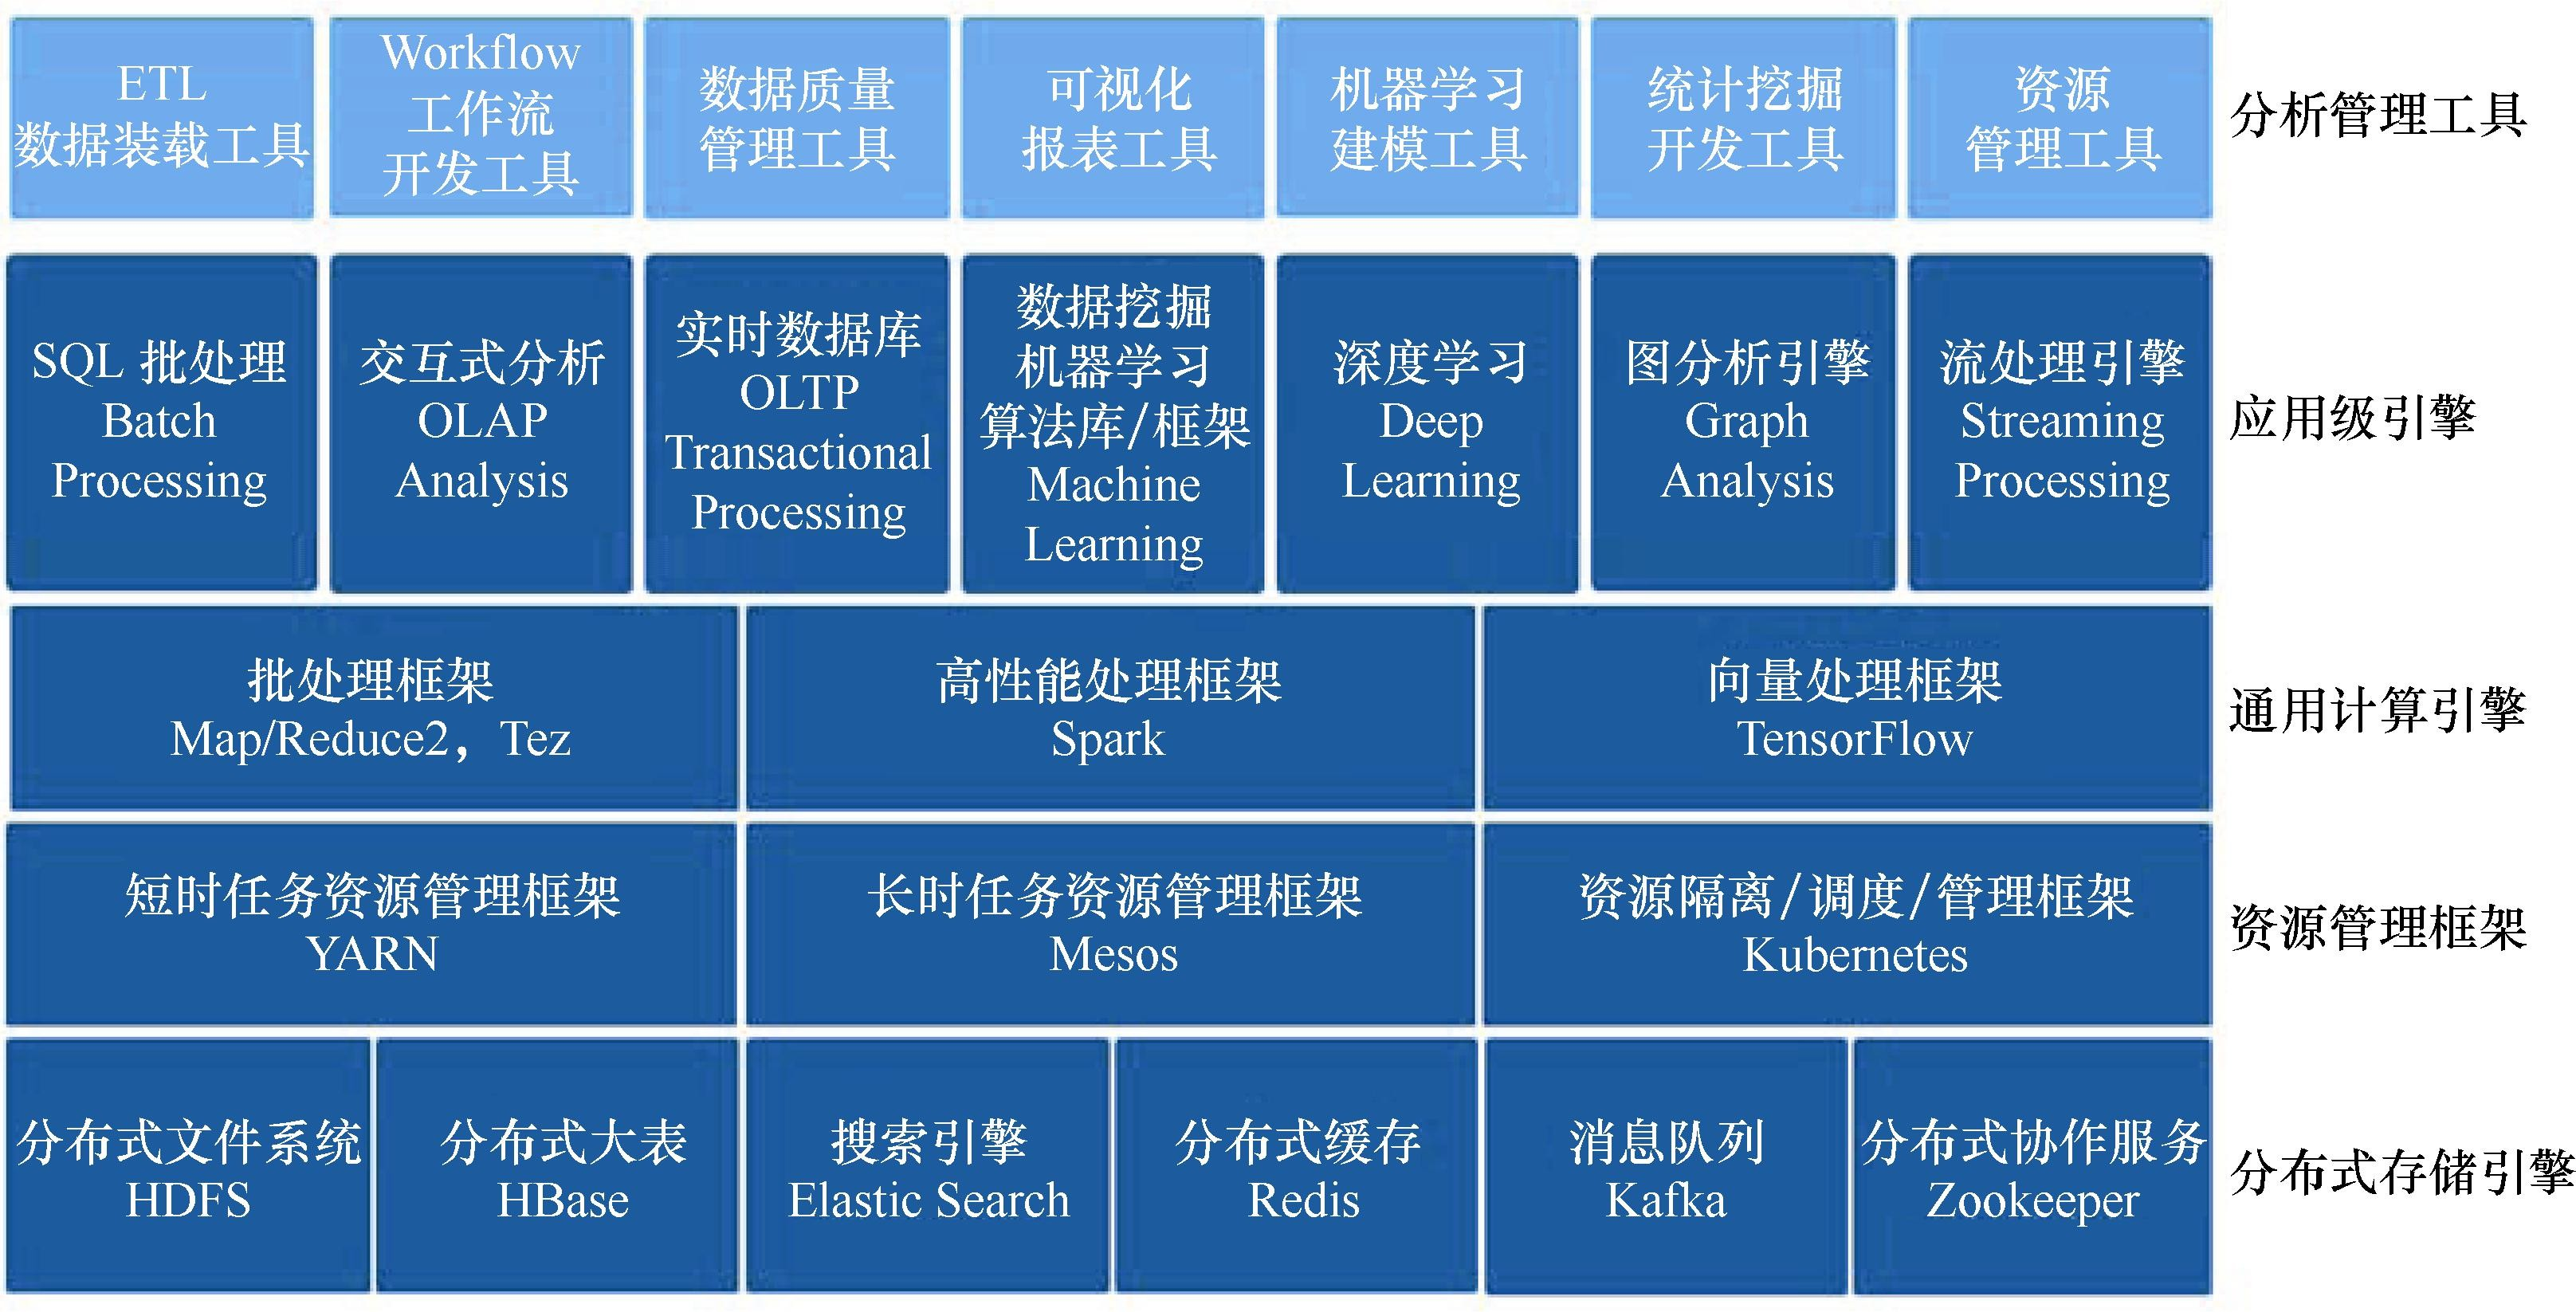 ETL
数据装载工具
Workflow
工作流
开发工具
数据质量
管理工具
可视化
报表工具
机器学习
建模工具
统计挖掘
开发工具
资源
管理工具
分析管理工具
SQL 批处理
Batch
Processing
交互式分析
OLAP
Analysis
实时数据库
OLTP
Transactional
Processing
数据挖掘
机器学习
算法库/框架
Machine
Learning
深度学习
Deep
Learning
图分析引擎
Graph
Analysis
流处理引擎
Streaming
Processing
应用级引擎
批处理框架
Map/Reduce2，Tez
高性能处理框架
Spark
向量处理框架
TensorFlow
通用计算引擎
短时任务资源管理框架
YARN
长时任务资源管理框架
Mesos
资源隔离/调度/管理框架
Kubernetes
资源管理框架
分布式文件系统
HDFS
分布式大表
HBase
搜索引擎
Elastic Search
分布式缓存
Redis
消息队列
Kafka
分布式协作服务
Zookeeper
分布式存储引擎